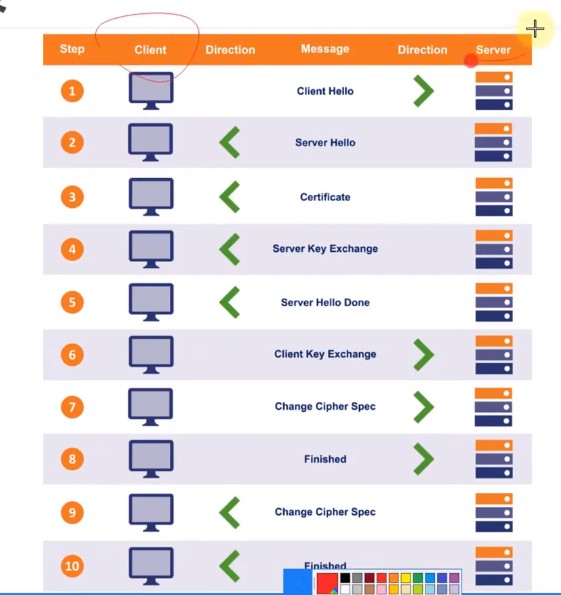 Step Client Direction Message Direction Server
1 Client Hello
2 Server Hello
3 Certificate
4 Server Key Exchange
5 Server Hello Done
6 Client Key Exchange
7 Change Cipher Spec
8 Finished
9 Change Cipher Spec
10 Finished